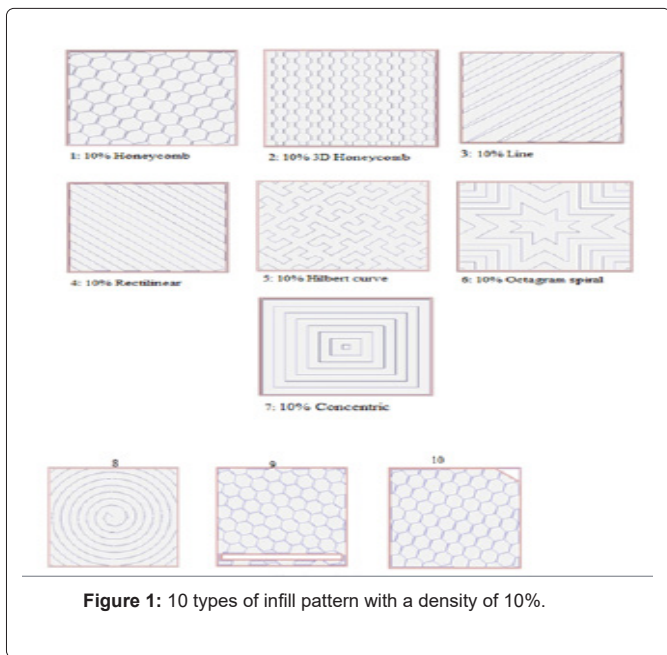 1: 10% Honeycomb
2: 10% 3D Honeycomb
3: 10% Line
4: 10% Rectilinear
5: 10% Hilbert curve
6: 10% Octagram spiral
7: 10% Concentric
8
9
10
Figure 1: 10 types of infill pattern with a density of 10%.